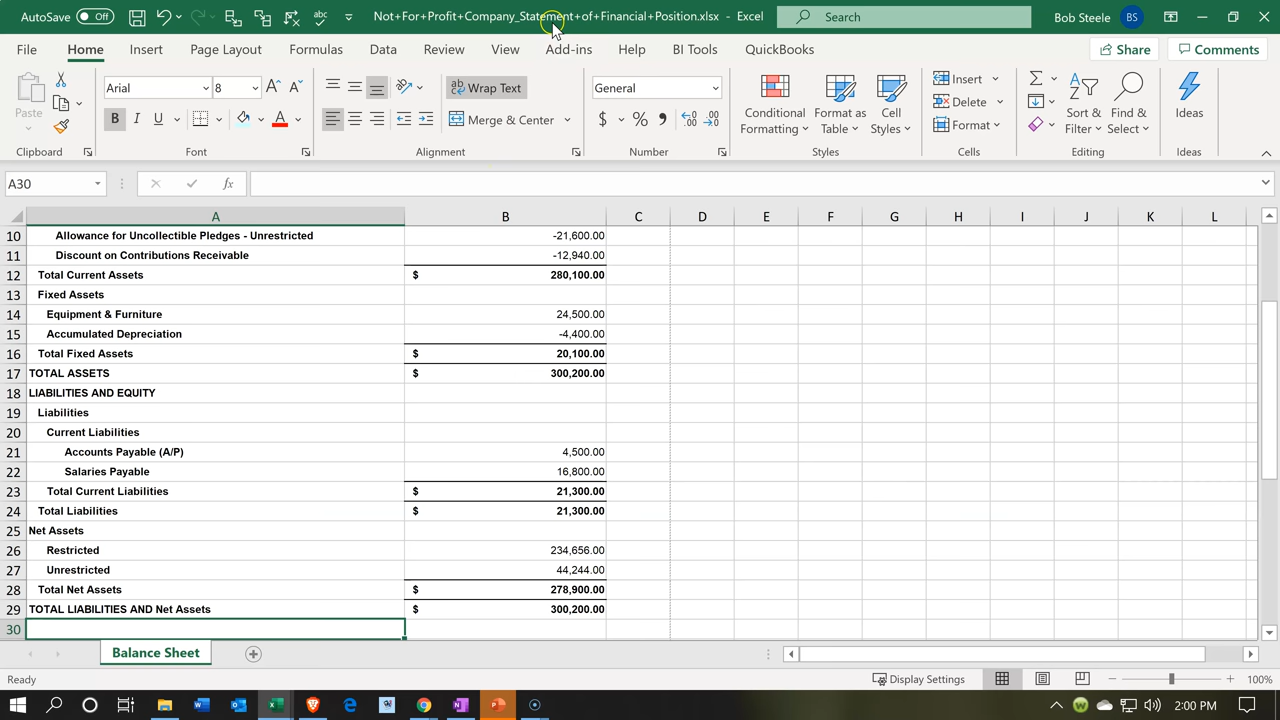 AutoSave Off Not+For+Profit+Company_Statement+of+Financial+Position.xlsx - Excel Search Bob Steele BS
File Home Insert Page Layout Formulas Data Review View Add-ins Help BI Tools QuickBooks Share Comments
Paste
Arial 8
Wrap Text
General
Merge & Center
Conditional Formatting
Format as Table
Cell Styles
Insert
Delete
Format
Sort & Filter
Find & Select
Ideas
Clipboard Font Alignment Number Styles Cells Editing Ideas
A30 fx
A B C D E F G H I J K L
10 Allowance for Uncollectible Pledges - Unrestricted -21,600.00
11 Discount on Contributions Receivable -12,940.00
12 Total Current Assets $ 280,100.00
13 Fixed Assets
14 Equipment & Furniture 24,500.00
15 Accumulated Depreciation -4,400.00
16 Total Fixed Assets $ 20,100.00
17 TOTAL ASSETS $ 300,200.00
18 LIABILITIES AND EQUITY
19 Liabilities
20 Current Liabilities
21 Accounts Payable (A/P) 4,500.00
22 Salaries Payable 16,800.00
23 Total Current Liabilities $ 21,300.00
24 Total Liabilities $ 21,300.00
25 Net Assets
26 Restricted 234,656.00
27 Unrestricted 44,244.00
28 Total Net Assets $ 278,900.00
29 TOTAL LIABILITIES AND Net Assets $ 300,200.00
30
Balance Sheet
Ready Display Settings 100%
2:00 PM